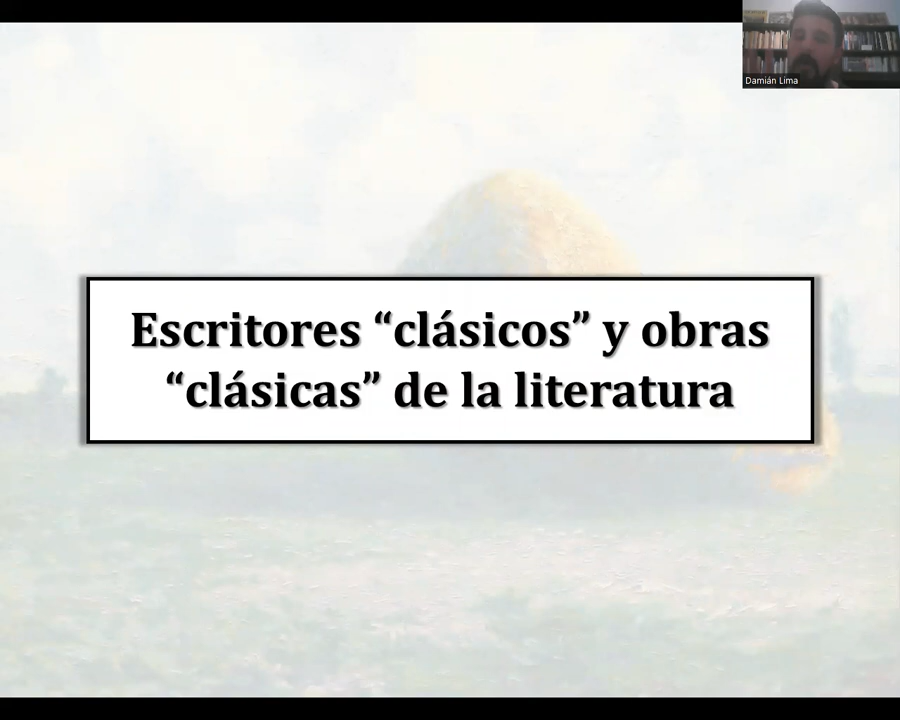 Damián Lima
Escritores “clásicos” y obras
“clásicas” de la literatura